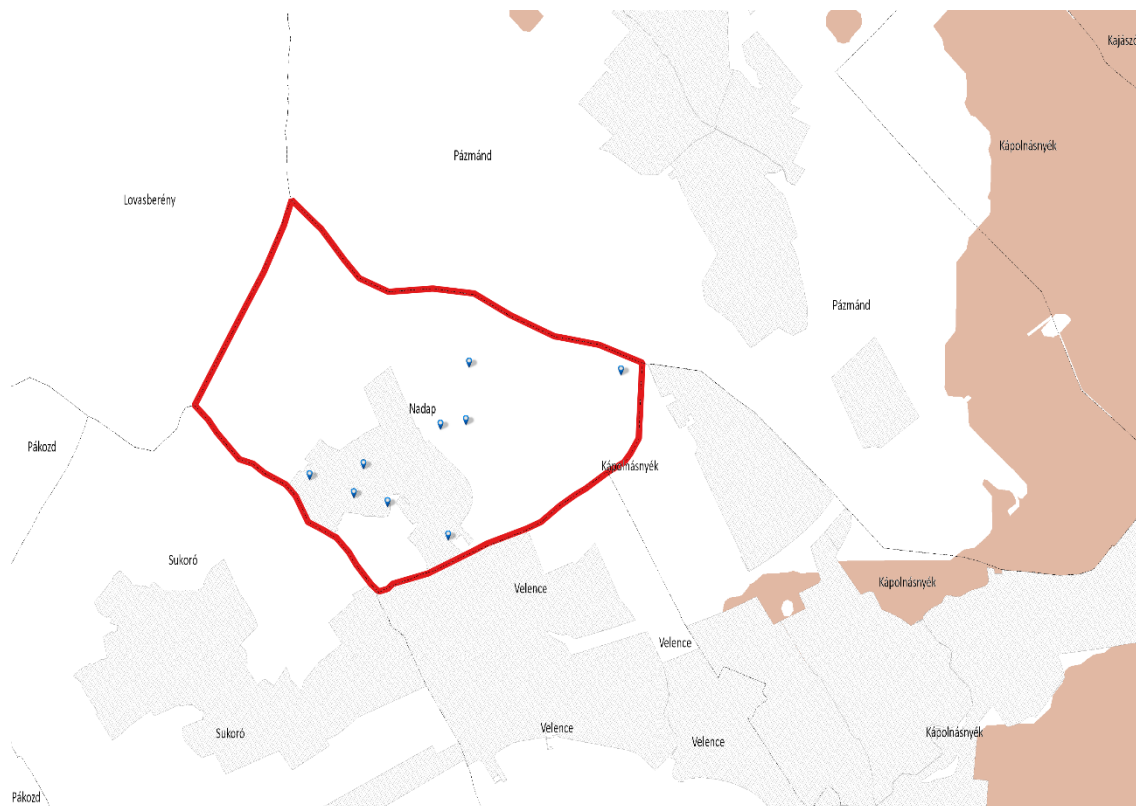 Kajászó
Kápolnásnyék
Pázmánd
Lovasberény
Pázmánd
Nadap
Pákozd
Kápolnásnyék
Sukoró
Velence
Kápolnásnyék
Velence
Sukoró
Velence
Velence
Kápolnásnyék
Pákozd